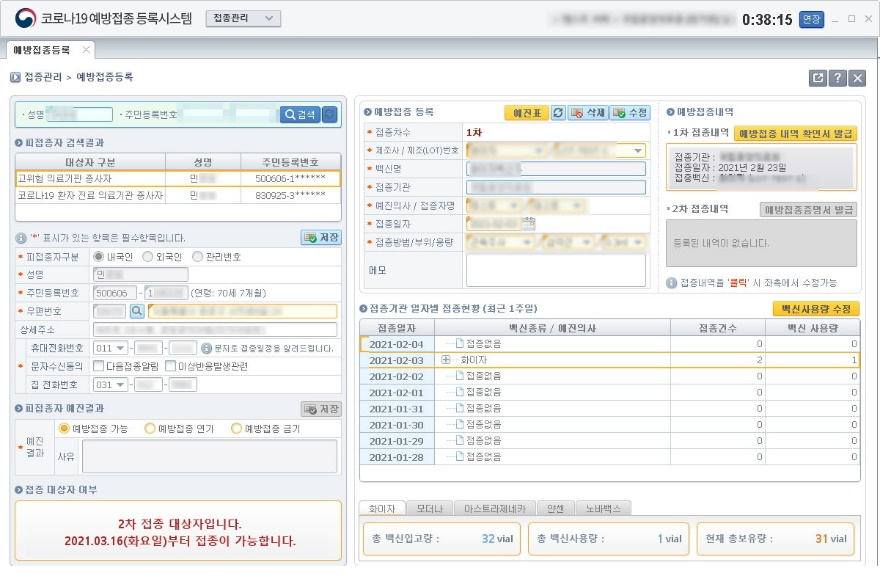 코로나19 예방접종 등록시스템 접종관리 0:38:15 연장
예방접종등록
접종관리 > 예방접종등록
성명 주민등록번호 검색
피접종자 검색결과
대상자 구분 성명 주민등록번호
고위험 의료기관 종사자 민 500606-1******
코로나19 환자 진료 의료기관 종사자 민 830925-3******
'*' 표시가 있는 항목은 필수항목입니다. 저장
* 피접종자구분 내국인 외국인 관리번호
* 성명 민
* 주민등록번호 500606 - 1 (연령: 70세 7개월)
* 우편번호
상세주소
휴대전화번호 011 - - 문자로 접종일정을 알려드립니다.
* 문자수신동의 다음접종알림 이상반응발생관련
집 전화번호 031 - -
피접종자 예진결과 저장
* 예진결과 예방접종 가능 예방접종 연기 예방접종 금기
사유
접종 대상자 여부
2차 접종 대상자입니다.
2021.03.16(화요일)부터 접종이 가능합니다.
예방접종 등록 예진표 삭제 수정
* 접종차수 1차
* 제조사 / 제조(LOT)번호
* 백신명
* 접종기관
* 예진의사 / 접종자명
* 접종일자
* 접종방법/부위/용량
메모
예방접종내역
1차 접종내역 예방접종 내역 확인서 발급
접종기관 :
접종일자 : 2021년 2월 23일
접종백신 :
2차 접종내역 예방접종증명서 발급
등록된 내역이 없습니다.
접종내역을 '클릭' 시 좌측에서 수정가능
접종기관 일자별 접종현황 (최근 1주일) 백신사용량 수정
접종일자 백신종류 / 예진의사 접종건수 백신 사용량
2021-02-04 접종없음 0 0
2021-02-03 화이자 2 1
2021-02-02 접종없음 0 0
2021-02-01 접종없음 0 0
2021-01-31 접종없음 0 0
2021-01-30 접종없음 0 0
2021-01-29 접종없음 0 0
2021-01-28 접종없음 0 0
화이자 모더나 아스트라제네카 얀센 노바백스
총 백신입고량 : 32 vial 총 백신사용량 : 1 vial 현재 총보유량 : 31 vial